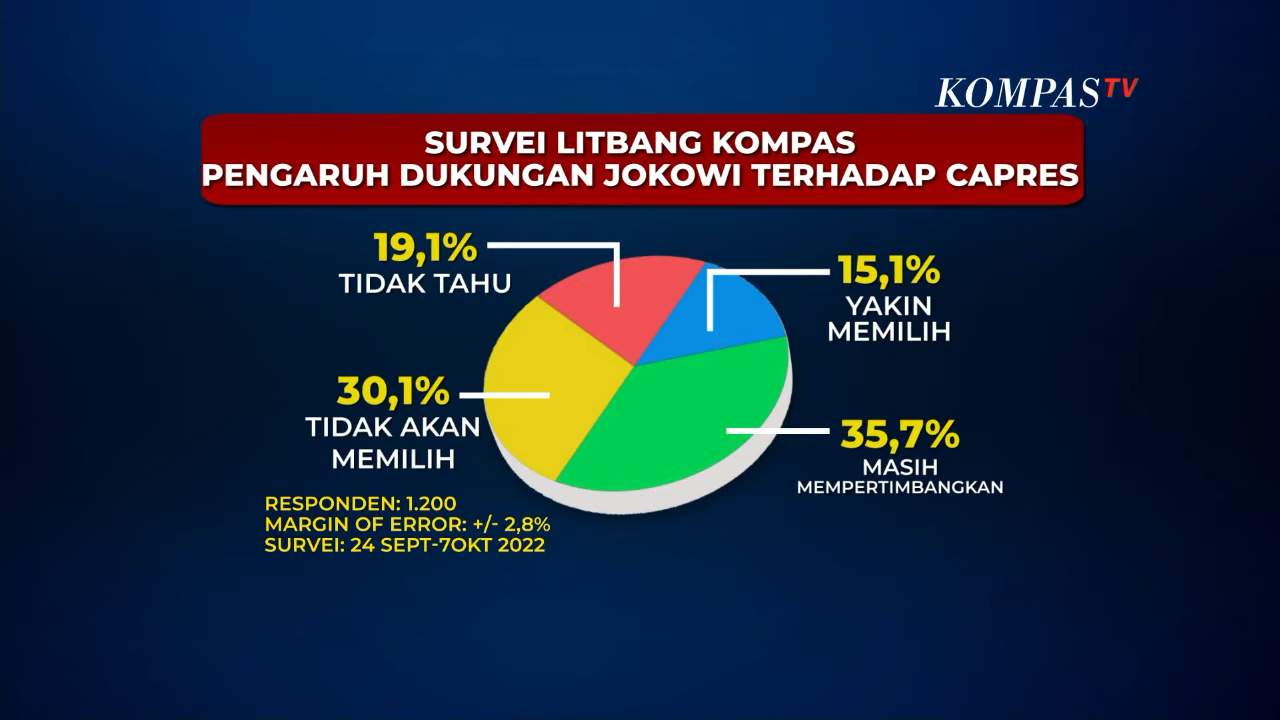 KOMPASTV
SURVEI LITBANG KOMPAS
PENGARUH DUKUNGAN JOKOWI TERHADAP CAPRES
19,1%
TIDAK TAHU
15,1%
YAKIN
MEMILIH
30,1%
TIDAK AKAN
MEMILIH
35,7%
MASIH
MEMPERTIMBANGKAN
RESPONDEN: 1.200
MARGIN OF ERROR: +/- 2,8%
SURVEI: 24 SEPT-7OKT 2022